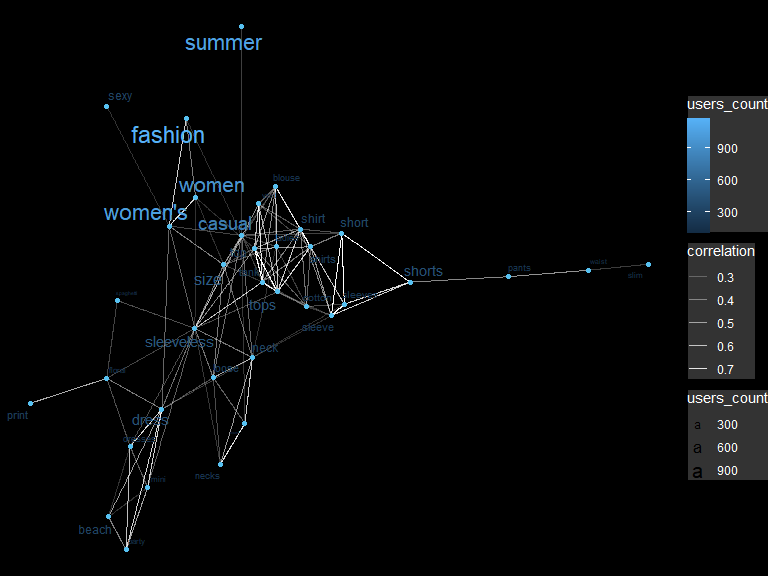 summer
sexy
fashion
users_count
900
600
300
women
blouse
women's
casual
shirt
short
correlation
0.3
0.4
0.5
0.6
0.7
size
tops
shorts
pants
waist
slim
cotton
sleeve
sleeveless
neck
users_count
a 300
a 600
a 900
print
dress
necks
mini
beach
party